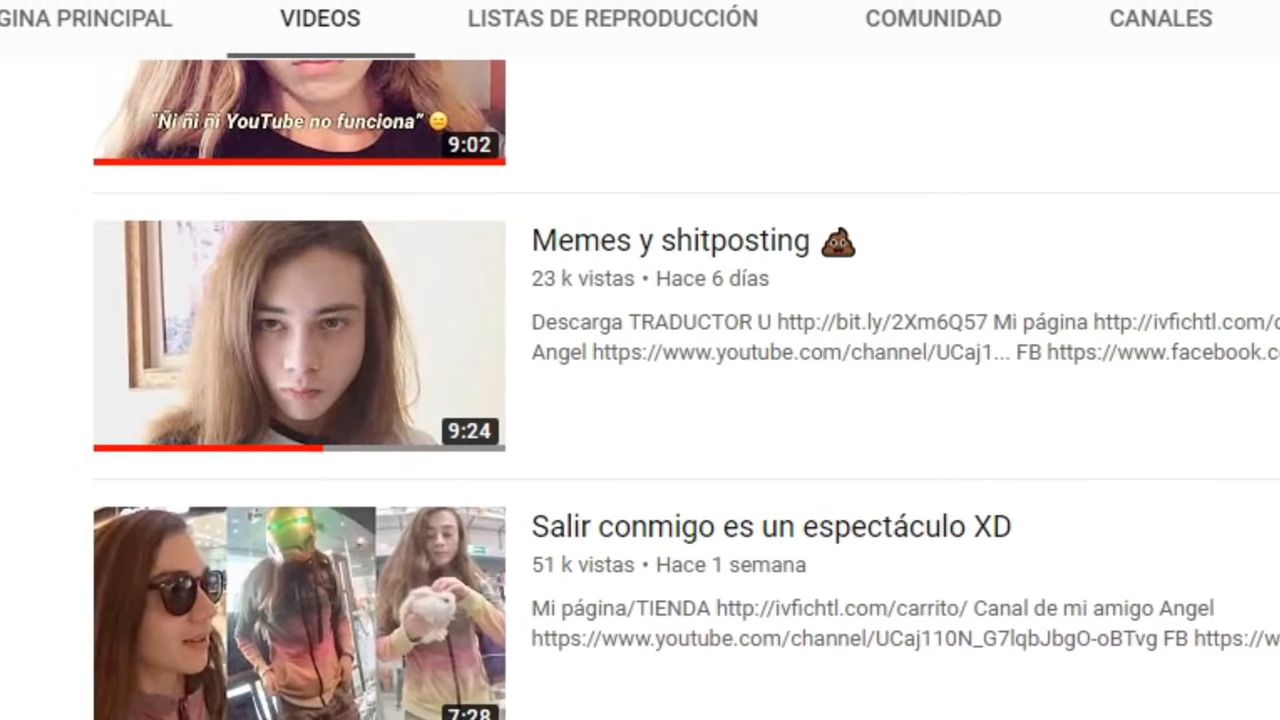 GINA PRINCIPAL VIDEOS LISTAS DE REPRODUCCIÓN COMUNIDAD CANALES
"Ñi ñi ñi YouTube no funciona" 😑
9:02
Memes y shitposting 💩
23 k vistas • Hace 6 días
Descarga TRADUCTOR U http://bit.ly/2Xm6Q57 Mi página http://ivfichtl.com/c
Angel https://www.youtube.com/channel/UCaj1... FB https://www.facebook.c
9:24
Salir conmigo es un espectáculo XD
51 k vistas • Hace 1 semana
Mi página/TIENDA http://ivfichtl.com/carrito/ Canal de mi amigo Angel
https://www.youtube.com/channel/UCaj110N_G7lqbJbgO-oBTvg FB https://w
7:28